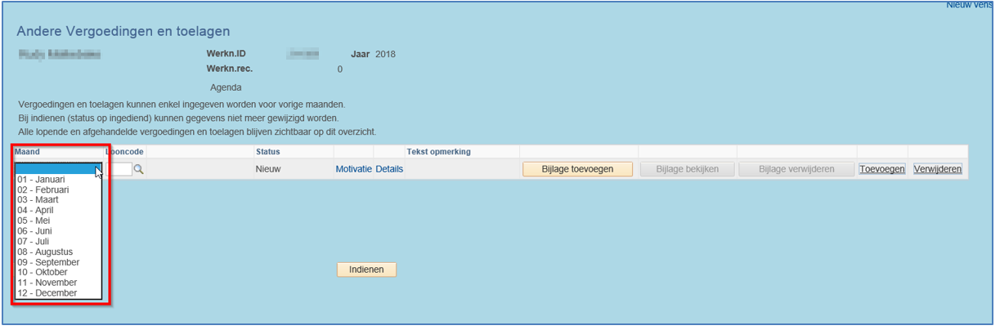 Nieuw vens
Andere Vergoedingen en toelagen
Werkn.ID Jaar 2018
Werkn.rec. 0
Agenda
Vergoedingen en toelagen kunnen enkel ingegeven worden voor vorige maanden.
Bij indienen (status op ingediend) kunnen gegevens niet meer gewijzigd worden.
Alle lopende en afgehandelde vergoedingen en toelagen blijven zichtbaar op dit overzicht.
Maand Looncode Status Tekst opmerking
Nieuw Motivatie Details Bijlage toevoegen Bijlage bekijken Bijlage verwijderen Toevoegen Verwijderen
01 - Januari
02 - Februari
03 - Maart
04 - April
05 - Mei
06 - Juni
07 - Juli
08 - Augustus
09 - September
10 - Oktober
11 - November
12 - December
Indienen